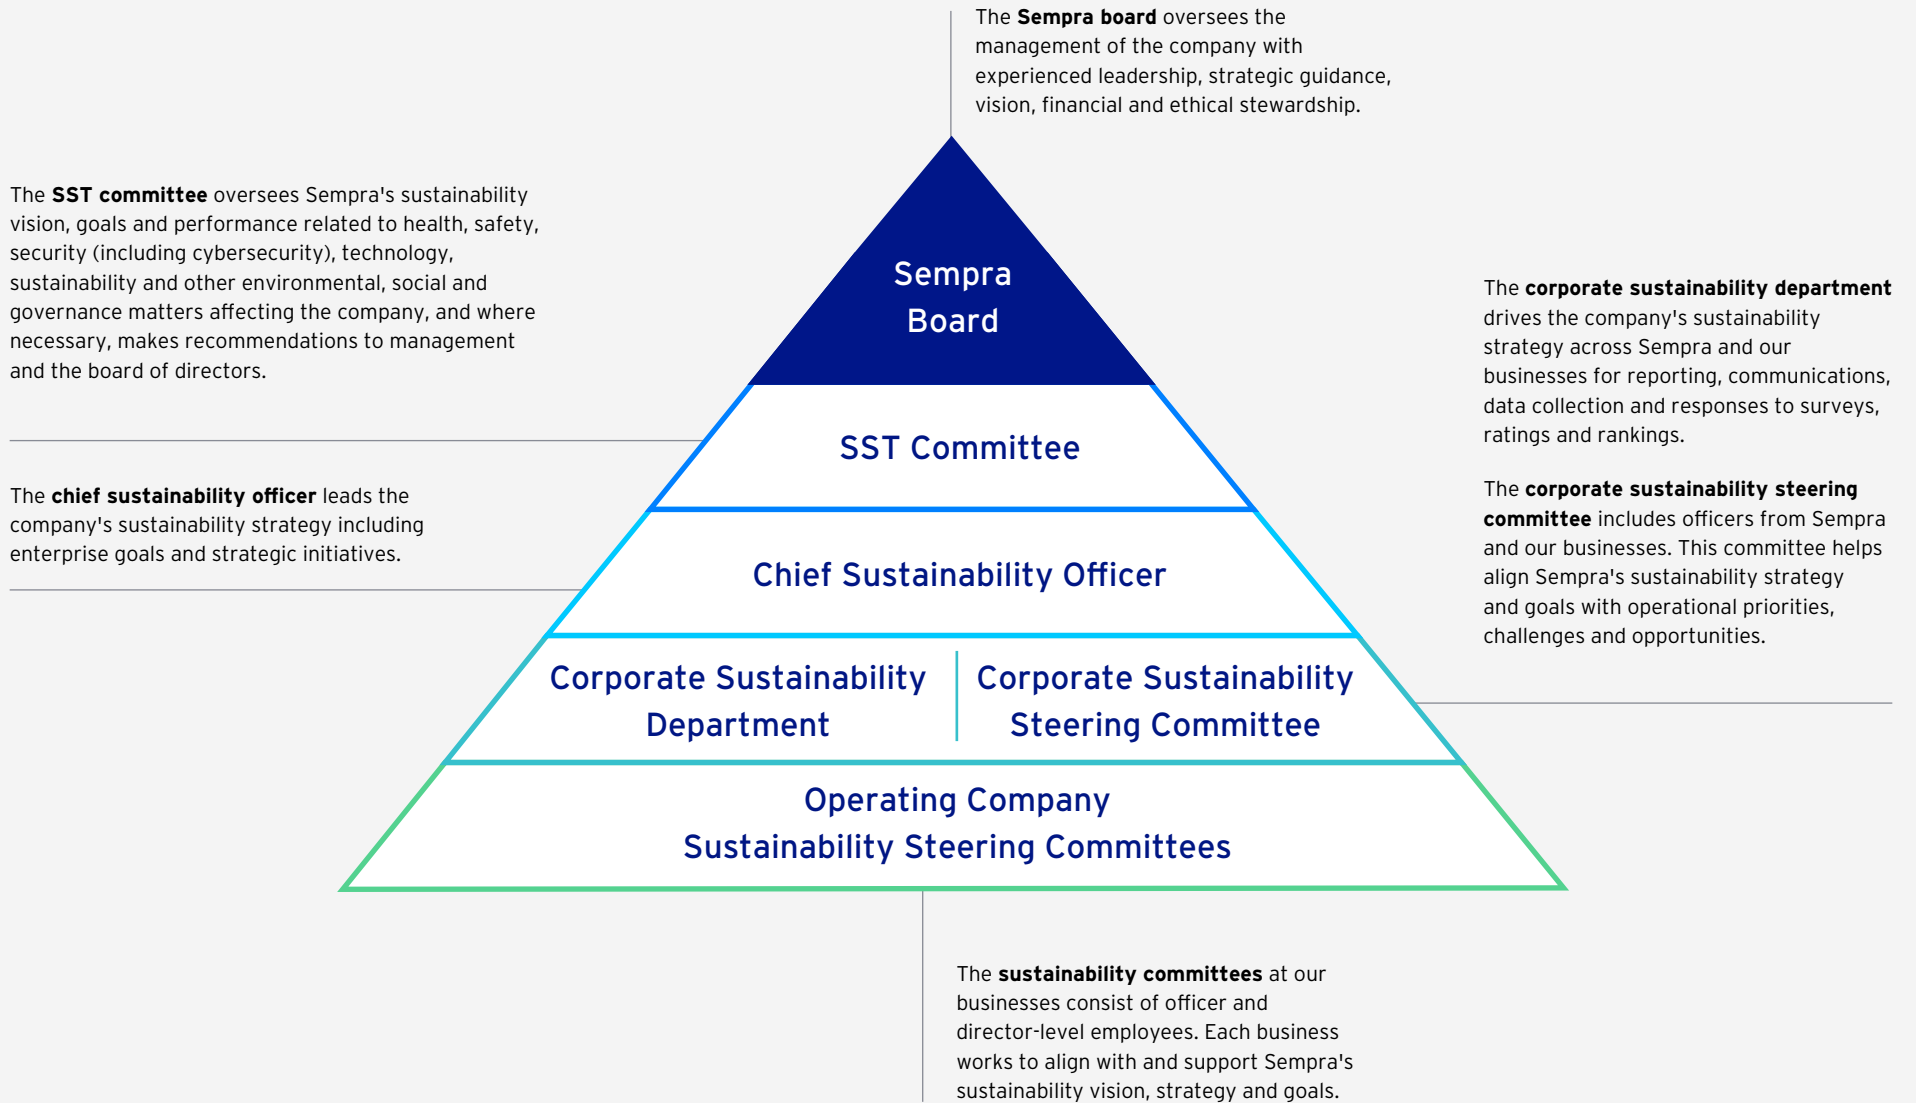 The Sempra board oversees the
management of the company with
experienced leadership, strategic guidance,
vision, financial and ethical stewardship.
The SST committee oversees Sempra's sustainability
vision, goals and performance related to health, safety,
security (including cybersecurity), technology,
sustainability and other environmental, social and
governance matters affecting the company, and where
necessary, makes recommendations to management
and the board of directors.
The chief sustainability officer leads the
company's sustainability strategy including
enterprise goals and strategic initiatives.
Sempra
Board
SST Committee
Chief Sustainability Officer
Corporate Sustainability
Department
Corporate Sustainability
Steering Committee
Operating Company
Sustainability Steering Committees
The corporate sustainability department
drives the company's sustainability
strategy across Sempra and our
businesses for reporting, communications,
data collection and responses to surveys,
ratings and rankings.
The corporate sustainability steering
committee includes officers from Sempra
and our businesses. This committee helps
align Sempra's sustainability strategy
and goals with operational priorities,
challenges and opportunities.
The sustainability committees at our
businesses consist of officer and
director-level employees. Each business
works to align with and support Sempra's
sustainability vision, strategy and goals.